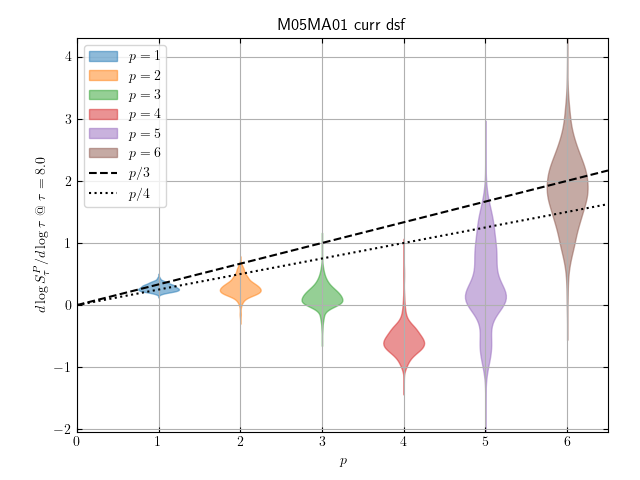 M05MA01 curr dsf
d log S_τ^P / d log τ @ τ = 8.0
4
3
2
1
0
−1
−2
p = 1
p = 2
p = 3
p = 4
p = 5
p = 6
p/3
p/4
0 1 2 3 4 5 6
p